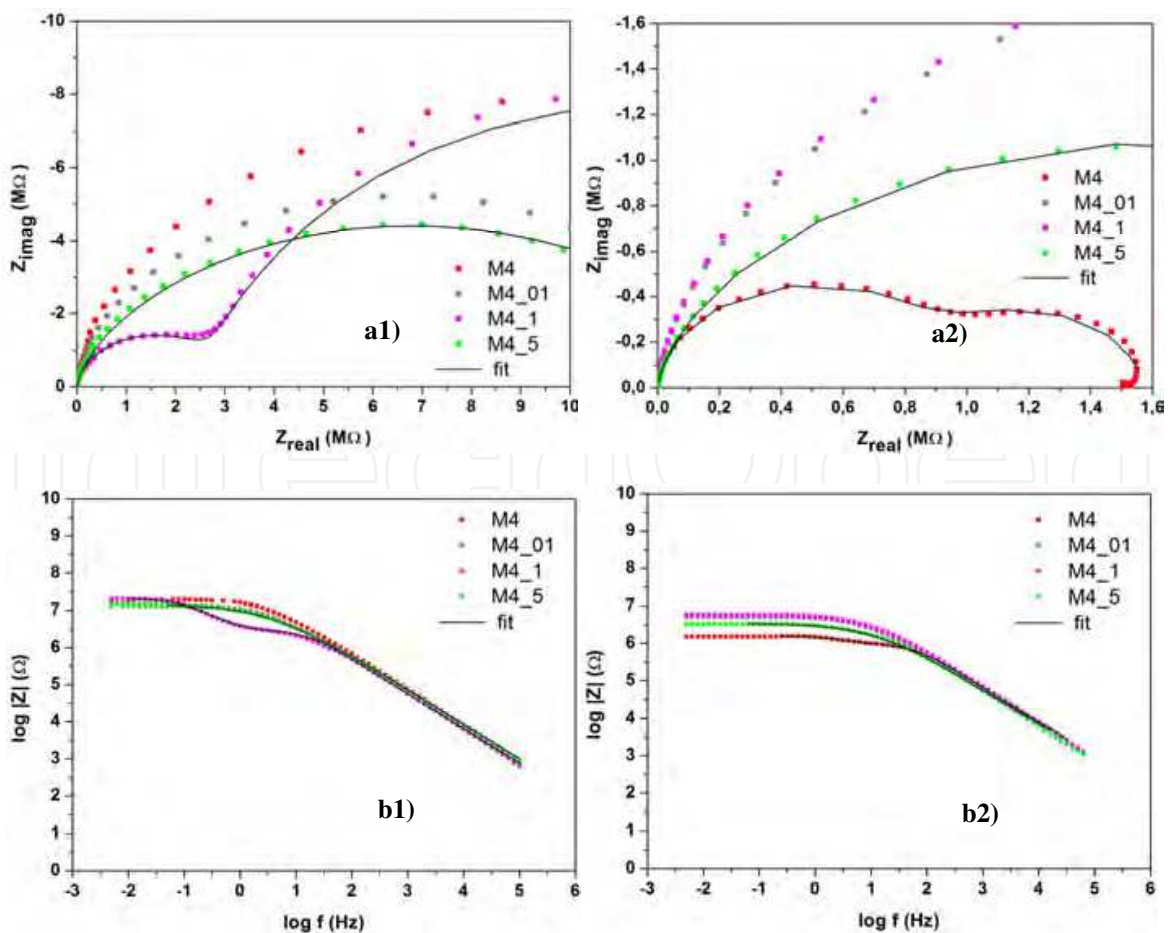 -10
-8
-6
-4
-2
0
Z_imag (MΩ)
M4
M4_01
M4_1
M4_5
fit
a1)
0 1 2 3 4 5 6 7 8 9 10
Z_real (MΩ)
-1,6
-1,4
-1,2
-1,0
-0,8
-0,6
-0,4
-0,2
0,0
Z_imag (MΩ)
M4
M4_01
M4_1
M4_5
fit
a2)
0,0 0,2 0,4 0,6 0,8 1,0 1,2 1,4 1,6
Z_real (MΩ)
10
9
8
7
6
5
4
3
2
1
0
log |Z| (Ω)
M4
M4_01
M4_1
M4_5
fit
b1)
-3 -2 -1 0 1 2 3 4 5 6
log f (Hz)
10
9
8
7
6
5
4
3
2
1
0
log |Z| (Ω)
M4
M4_01
M4_1
M4_5
fit
b2)
-3 -2 -1 0 1 2 3 4 5 6
log f (Hz)